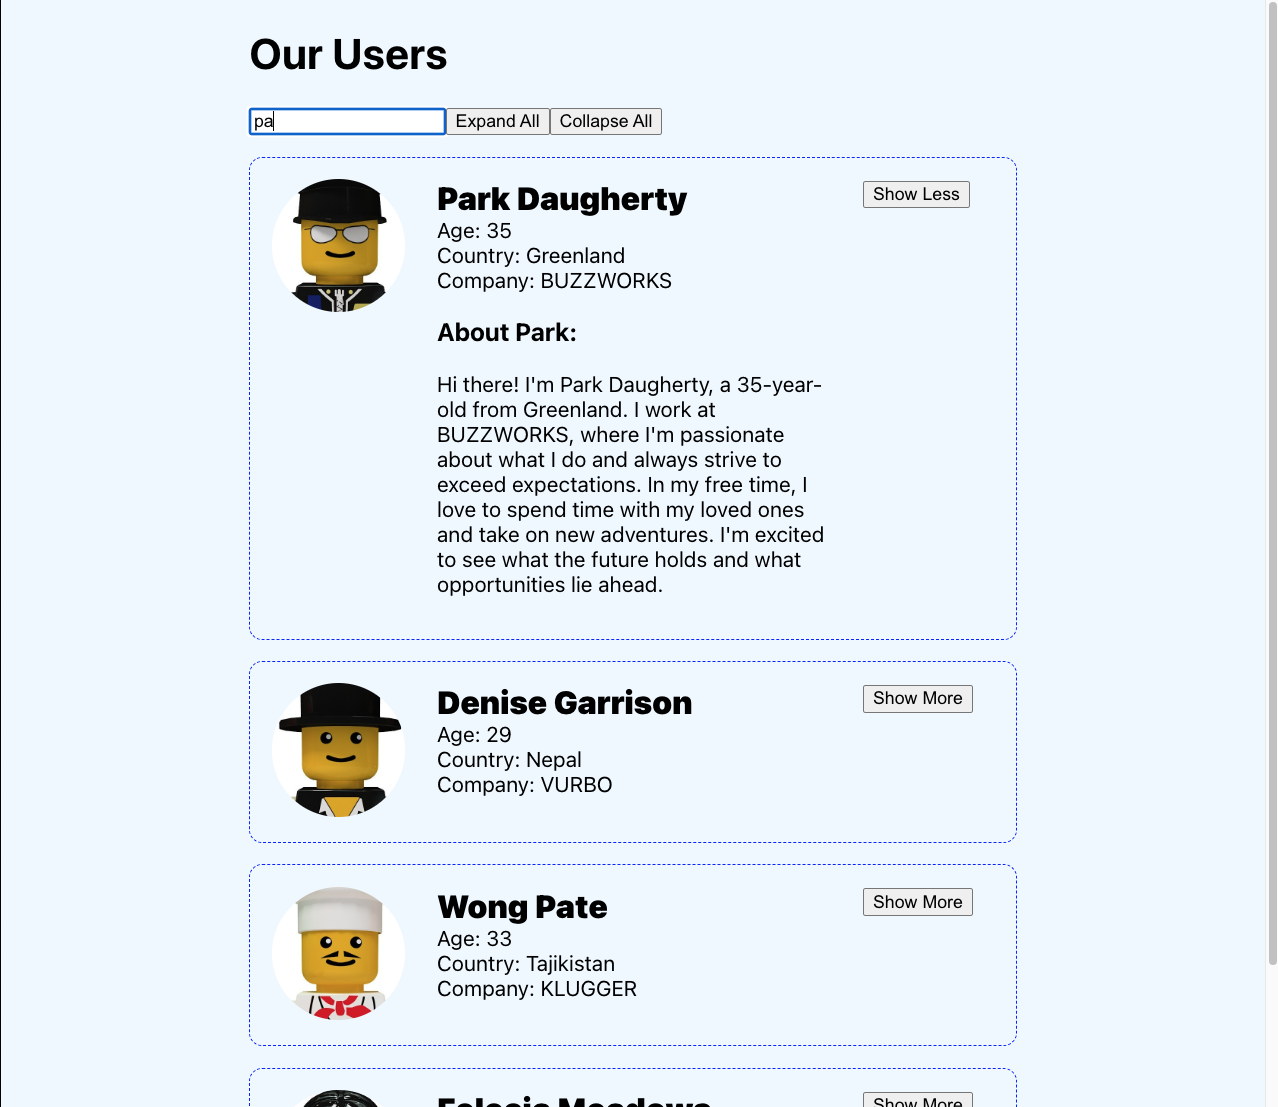 Our Users
pa
Expand All
Collapse All
Park Daugherty
Show Less
Age: 35
Country: Greenland
Company: BUZZWORKS
About Park:
Hi there! I'm Park Daugherty, a 35-year-
old from Greenland. I work at
BUZZWORKS, where I'm passionate
about what I do and always strive to
exceed expectations. In my free time, I
love to spend time with my loved ones
and take on new adventures. I'm excited
to see what the future holds and what
opportunities lie ahead.
Denise Garrison
Show More
Age: 29
Country: Nepal
Company: VURBO
Wong Pate
Show More
Age: 33
Country: Tajikistan
Company: KLUGGER
Show More